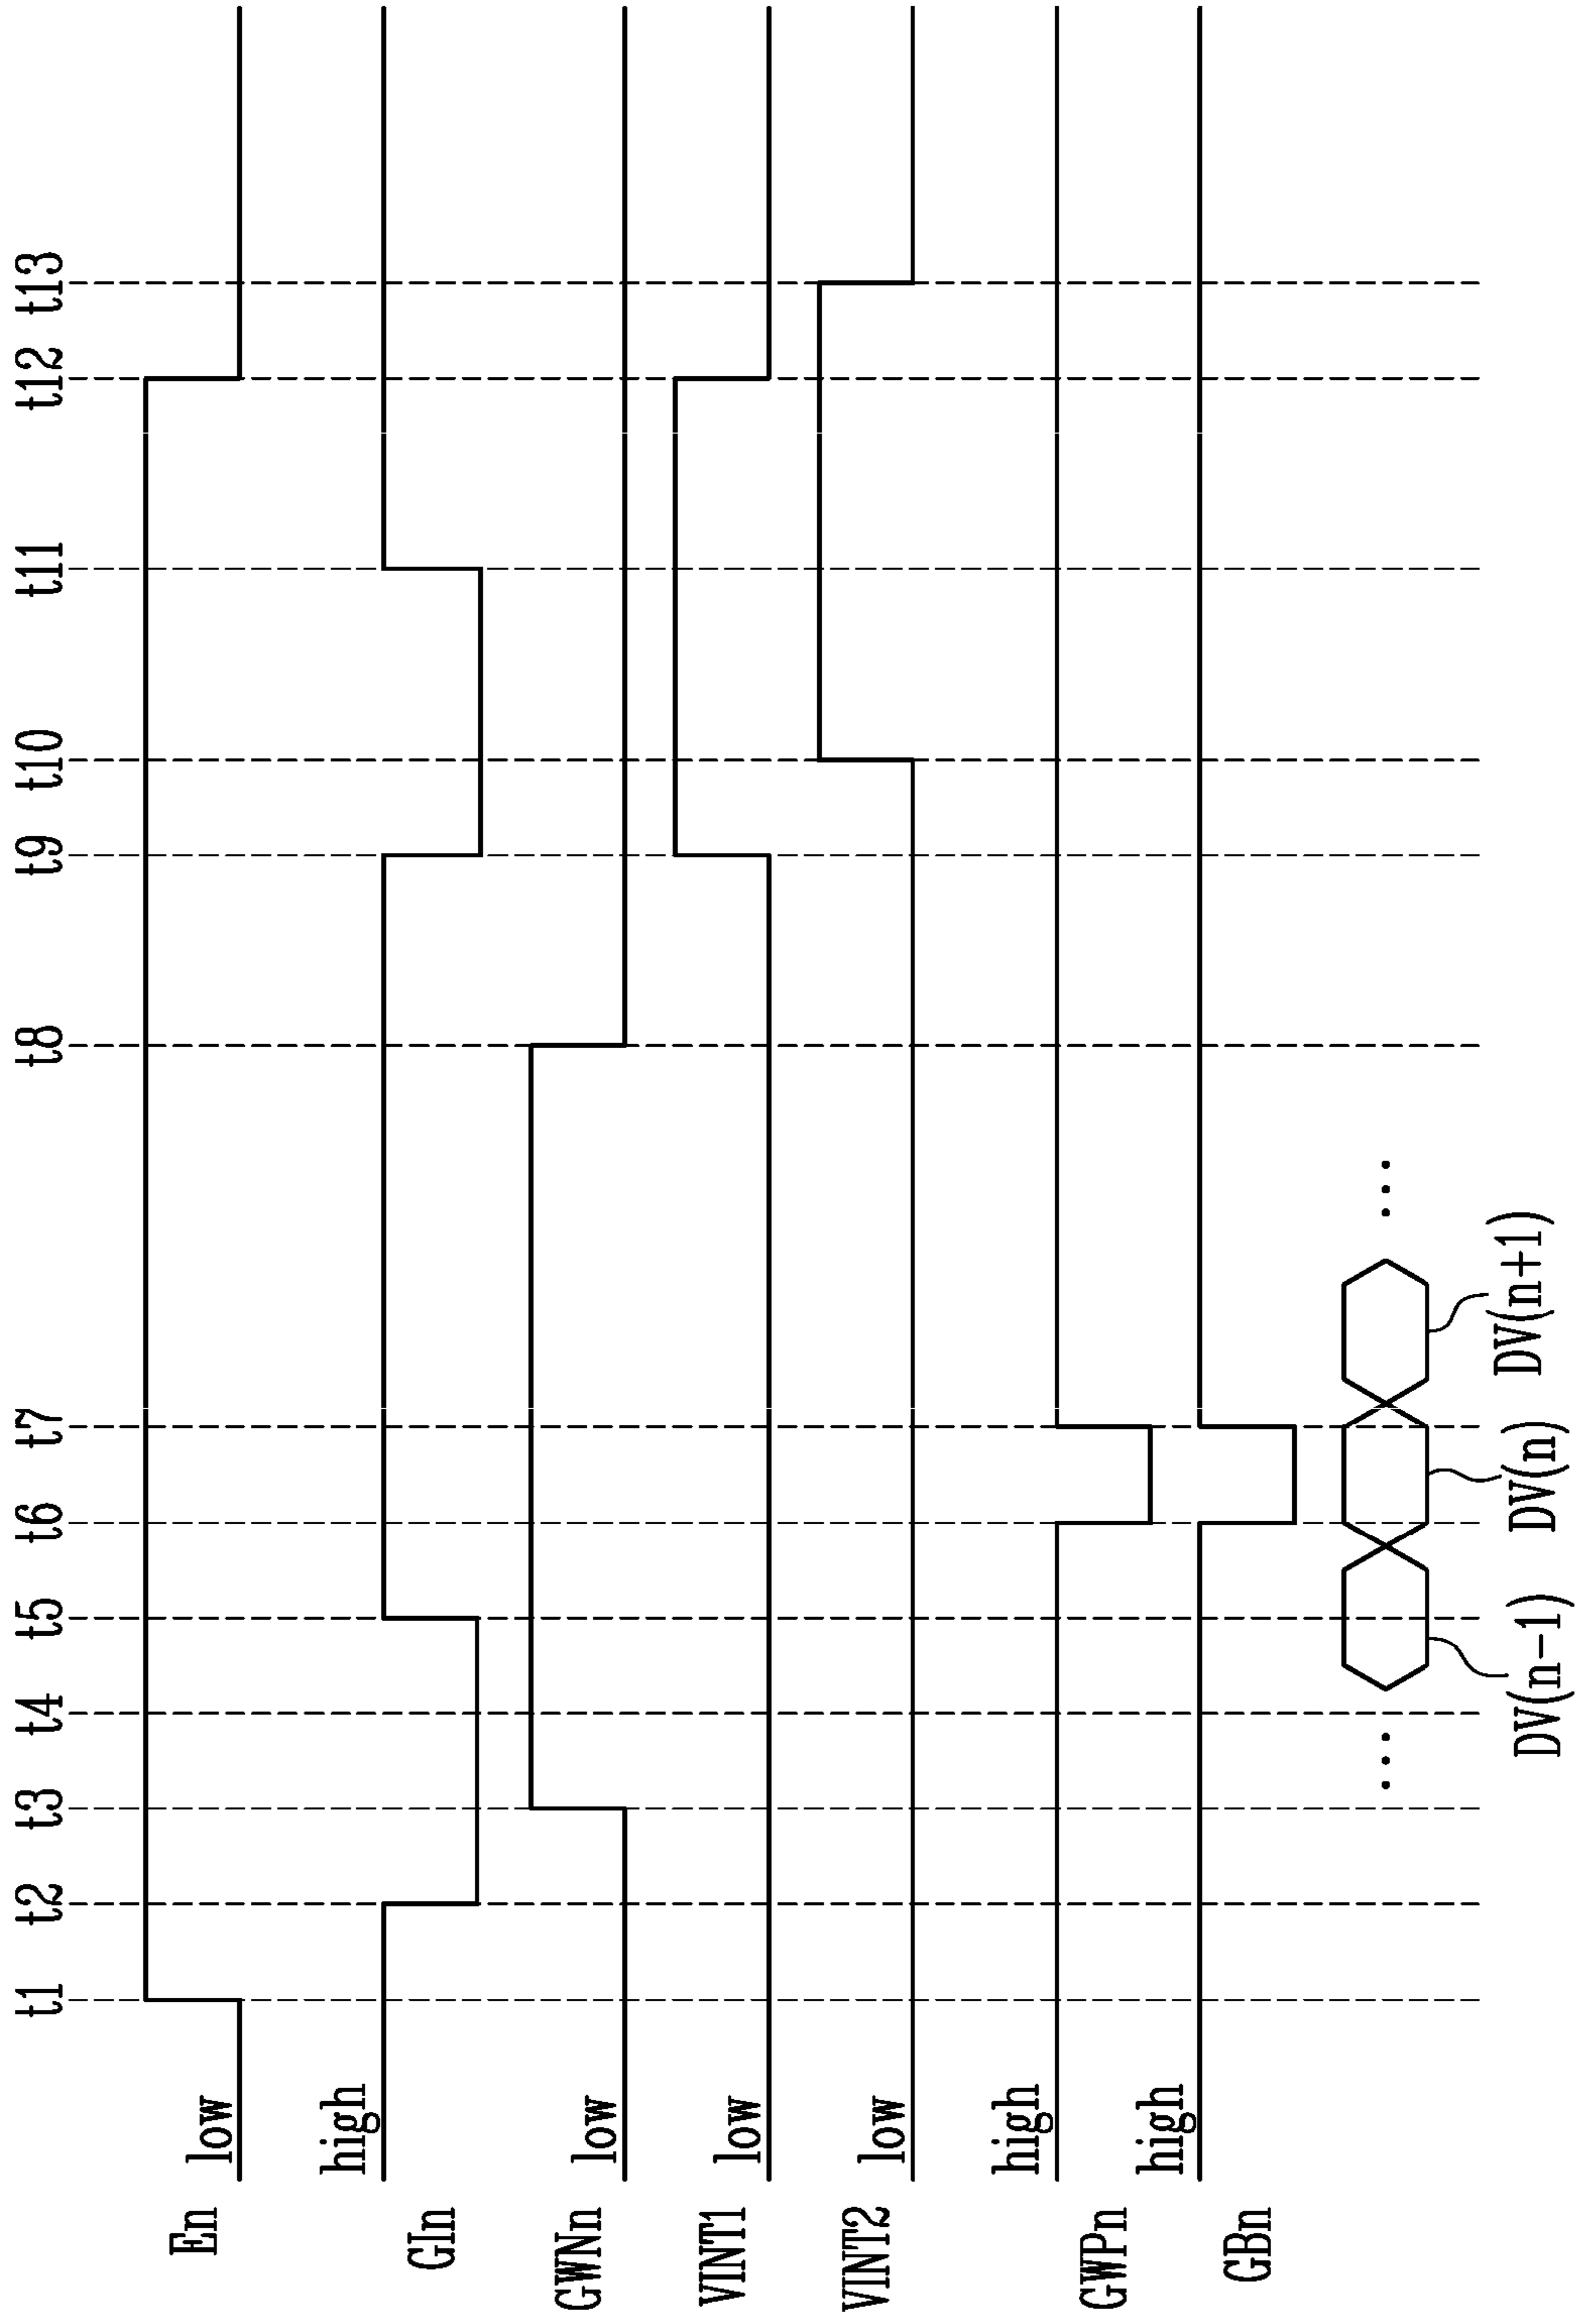 t1 t2 t3 t4 t5 t6 t7 t8 t9 t10 t11 t12 t13
En low
GIn high
GWNn low
VINT1 low
VINT2 low
GWPn high
GBn high
... ...
DV(n-1) DV(n) DV(n+1)